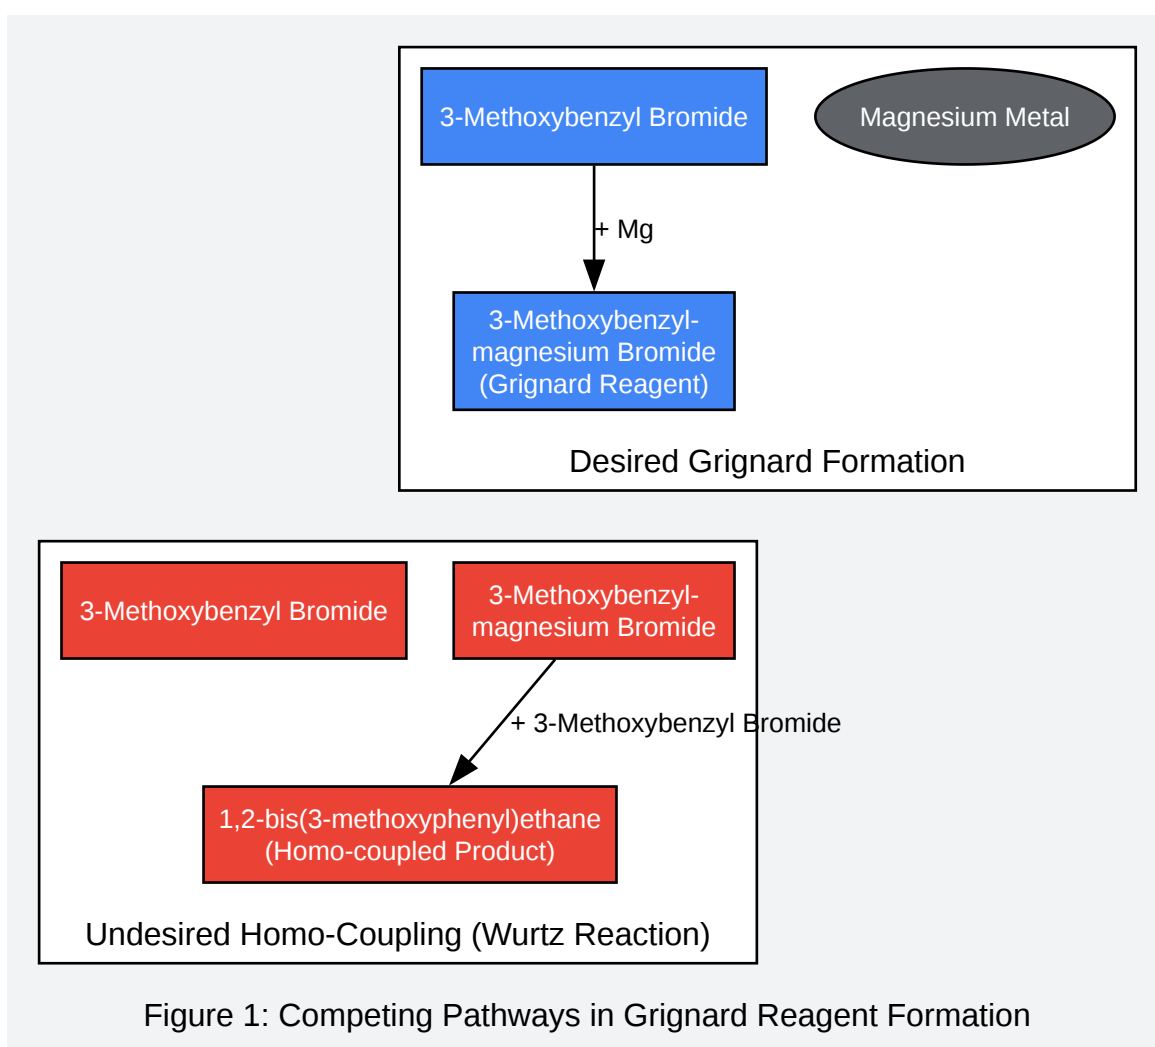 3-Methoxybenzyl Bromide
Magnesium Metal
+ Mg
3-Methoxybenzyl-
magnesium Bromide
(Grignard Reagent)
Desired Grignard Formation
3-Methoxybenzyl Bromide
3-Methoxybenzyl-
magnesium Bromide
+ 3-Methoxybenzyl Bromide
1,2-bis(3-methoxyphenyl)ethane
(Homo-coupled Product)
Undesired Homo-Coupling (Wurtz Reaction)
Figure 1: Competing Pathways in Grignard Reagent Formation